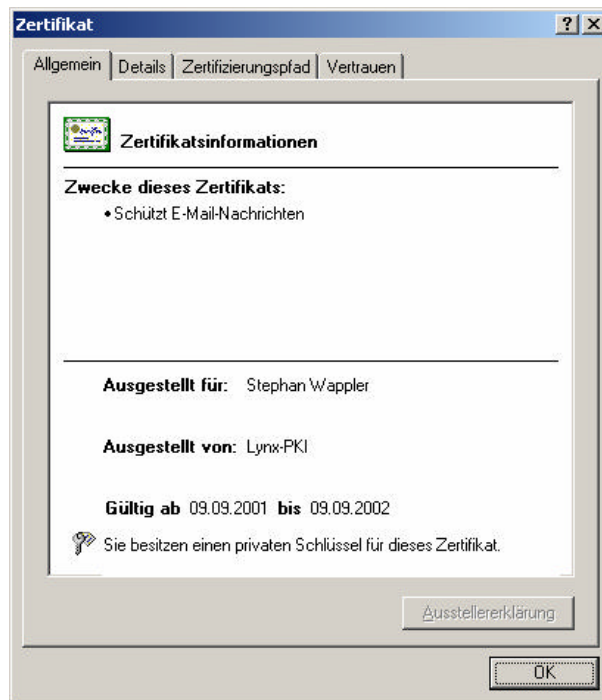 Zertifikat
Allgemein Details Zertifizierungspfad Vertrauen
Zertifikatsinformationen
Zwecke dieses Zertifikats:
•Schützt E-Mail-Nachrichten
Ausgestellt für: Stephan Wappler
Ausgestellt von: Lynx-PKI
Gültig ab 09.09.2001 bis 09.09.2002
Sie besitzen einen privaten Schlüssel für dieses Zertifikat.
Ausstellererklärung
OK